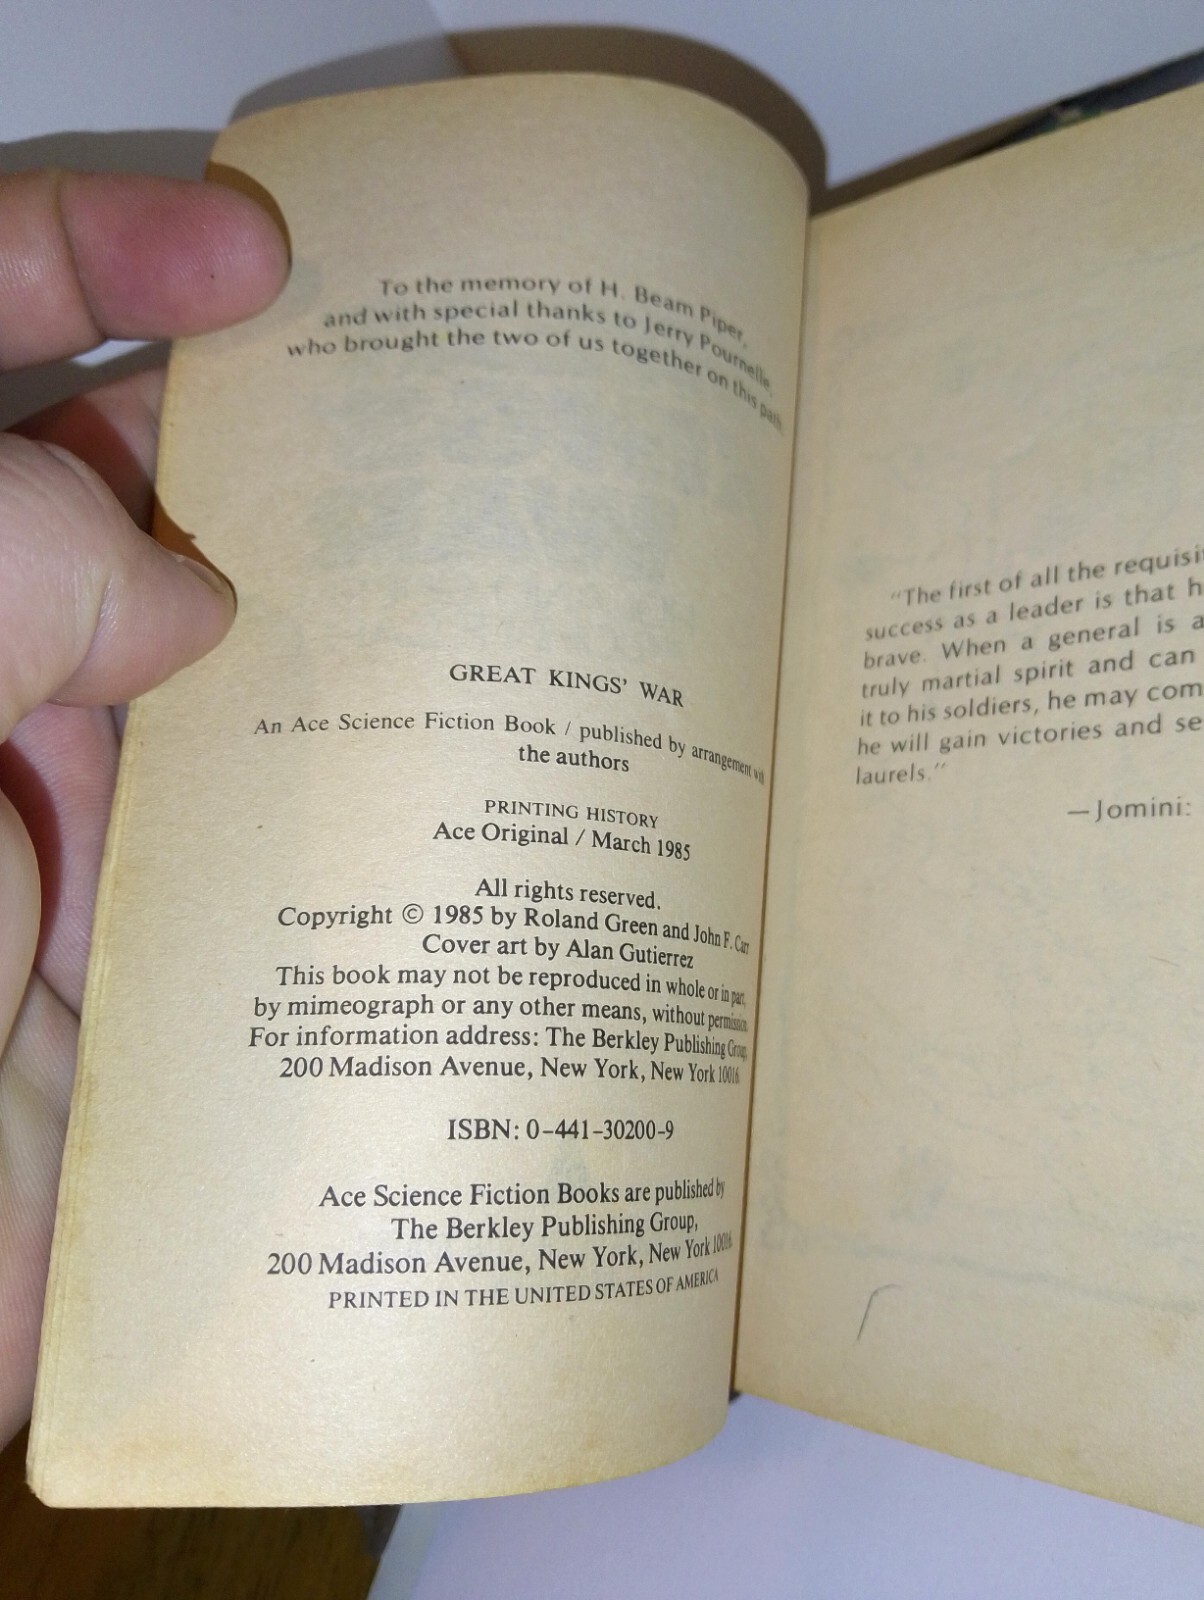 To the memory of H. Beam Piper,
and with special thanks to Jerry Pournelle,
who brought the two of us together on this path
GREAT KINGS' WAR
An Ace Science Fiction Book / published by arrangement with
the authors
PRINTING HISTORY
Ace Original / March 1985
All rights reserved.
Copyright © 1985 by Roland Green and John F. Carr
Cover art by Alan Gutierrez
This book may not be reproduced in whole or in part,
by mimeograph or any other means, without permission.
For information address: The Berkley Publishing Group,
200 Madison Avenue, New York, New York 10016
ISBN: 0-441-30200-9
Ace Science Fiction Books are published by
The Berkley Publishing Group,
200 Madison Avenue, New York, New York 10016.
PRINTED IN THE UNITED STATES OF AMERICA
"The first of all the
success as a leader is that
brave. When a general is
truly martial spirit and can
it to his soldiers, he may
he will gain victories and
laurels."
—Jomini: